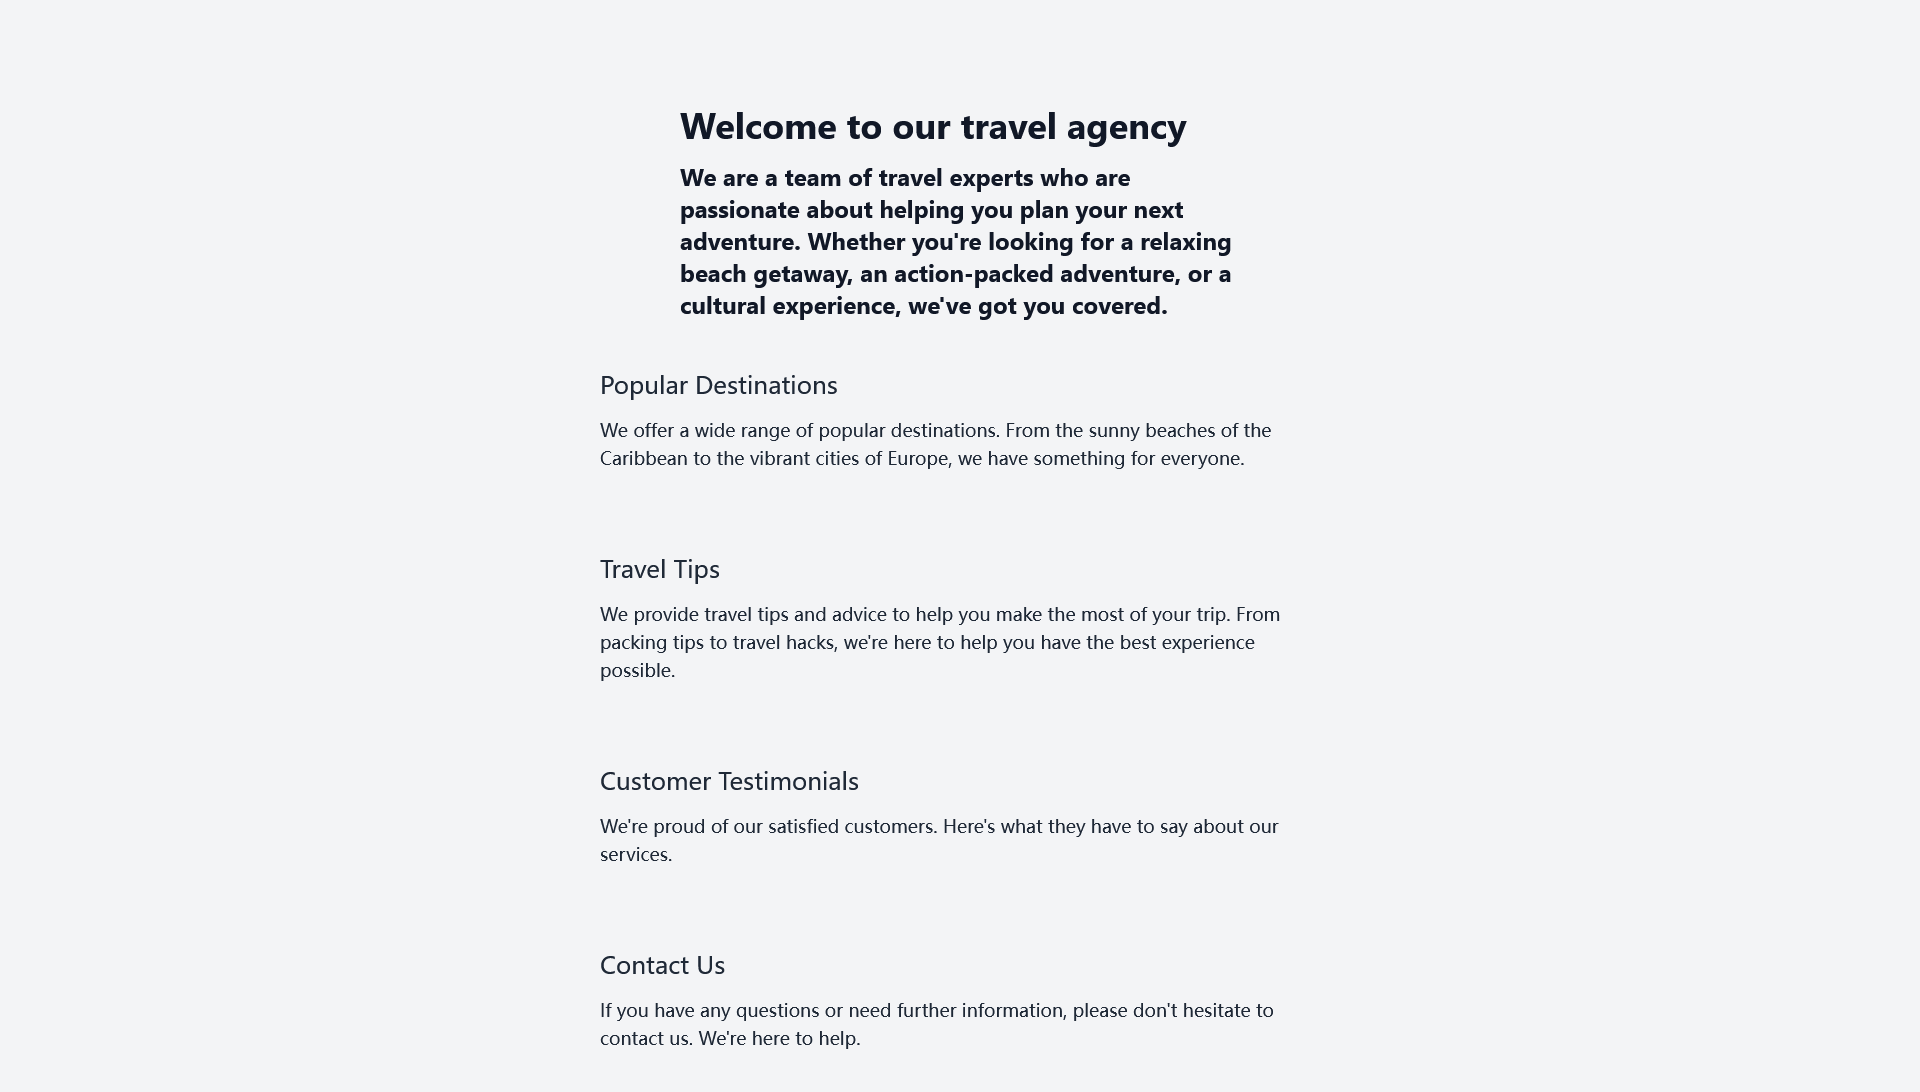 Welcome to our travel agency
We are a team of travel experts who are
passionate about helping you plan your next
adventure. Whether you're looking for a relaxing
beach getaway, an action-packed adventure, or a
cultural experience, we've got you covered.
Popular Destinations
We offer a wide range of popular destinations. From the sunny beaches of the
Caribbean to the vibrant cities of Europe, we have something for everyone.
Travel Tips
We provide travel tips and advice to help you make the most of your trip. From
packing tips to travel hacks, we're here to help you have the best experience
possible.
Customer Testimonials
We're proud of our satisfied customers. Here's what they have to say about our
services.
Contact Us
If you have any questions or need further information, please don't hesitate to
contact us. We're here to help.